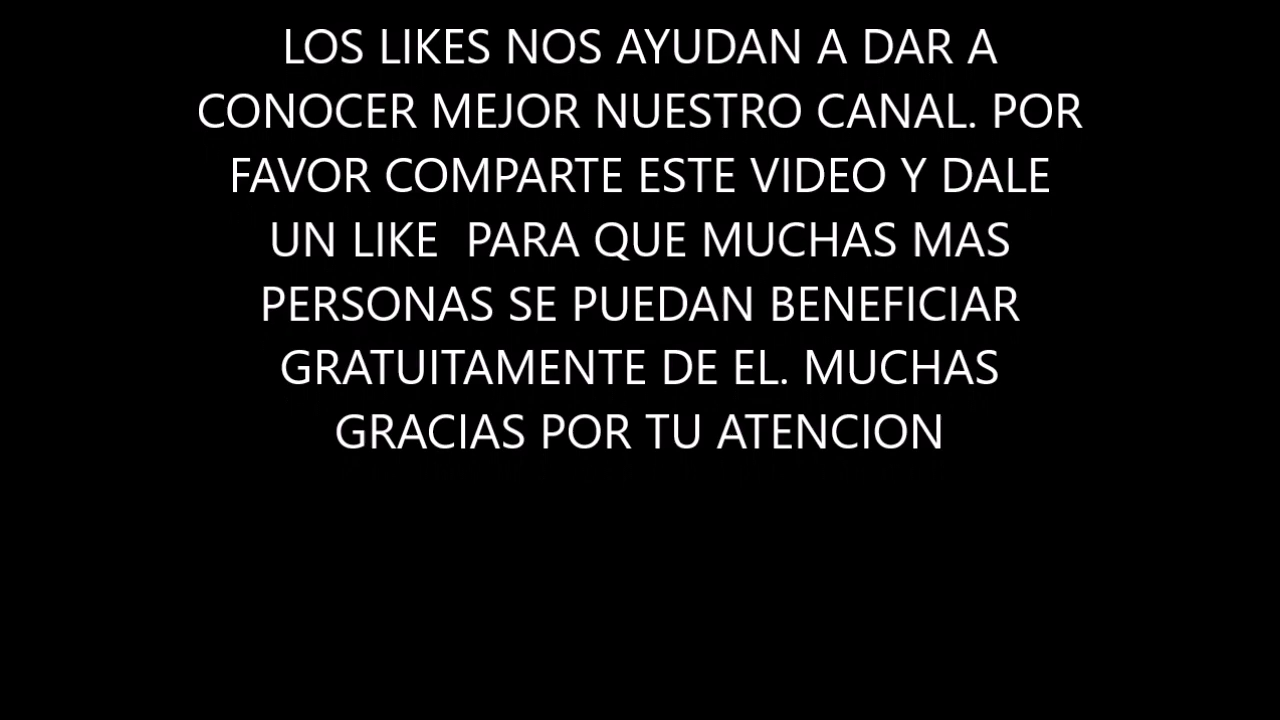 LOS LIKES NOS AYUDAN A DAR A
CONOCER MEJOR NUESTRO CANAL. POR
FAVOR COMPARTE ESTE VIDEO Y DALE
UN LIKE  PARA QUE MUCHAS MAS
PERSONAS SE PUEDAN BENEFICIAR
GRATUITAMENTE DE EL. MUCHAS
GRACIAS POR TU ATENCION